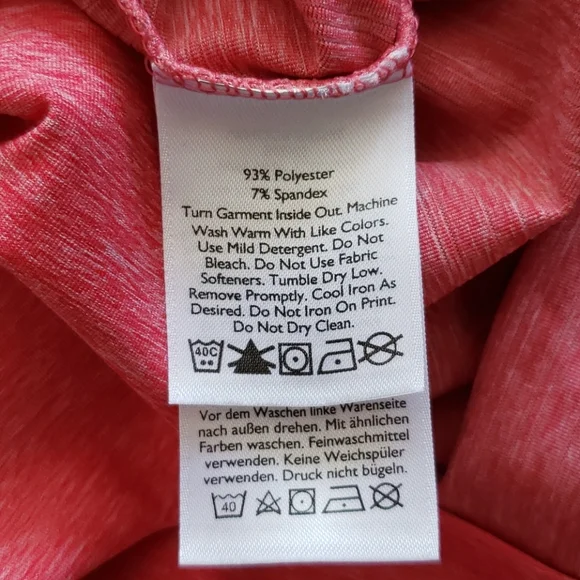 93% Polyester
7% Spandex
Turn Garment Inside Out. Machine
Wash Warm With Like Colors.
Use Mild Detergent. Do Not
Bleach. Do Not Use Fabric
Softeners. Tumble Dry Low.
Remove Promptly. Cool Iron As
Desired. Do Not Iron On Print.
Do Not Dry Clean.
40C
Vor dem Waschen linke Warenseite
nach außen drehen. Mit ähnlichen
Farben waschen. Feinwaschmittel
verwenden. Keine Weichspüler
verwenden. Druck nicht bügeln.
40